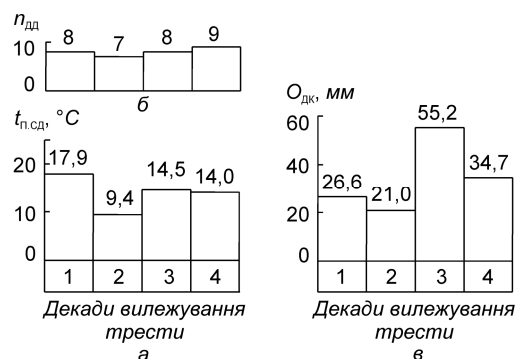 n_дд
8 7 8 9
10
0
б
t_п.сд, °С
20
17,9 9,4 14,5 14,0
10
0
1 2 3 4
Декади вилежування
трести
а
О_дк, мм
60
55,2
40
34,7
26,6 21,0
20
0
1 2 3 4
Декади вилежування
трести
в